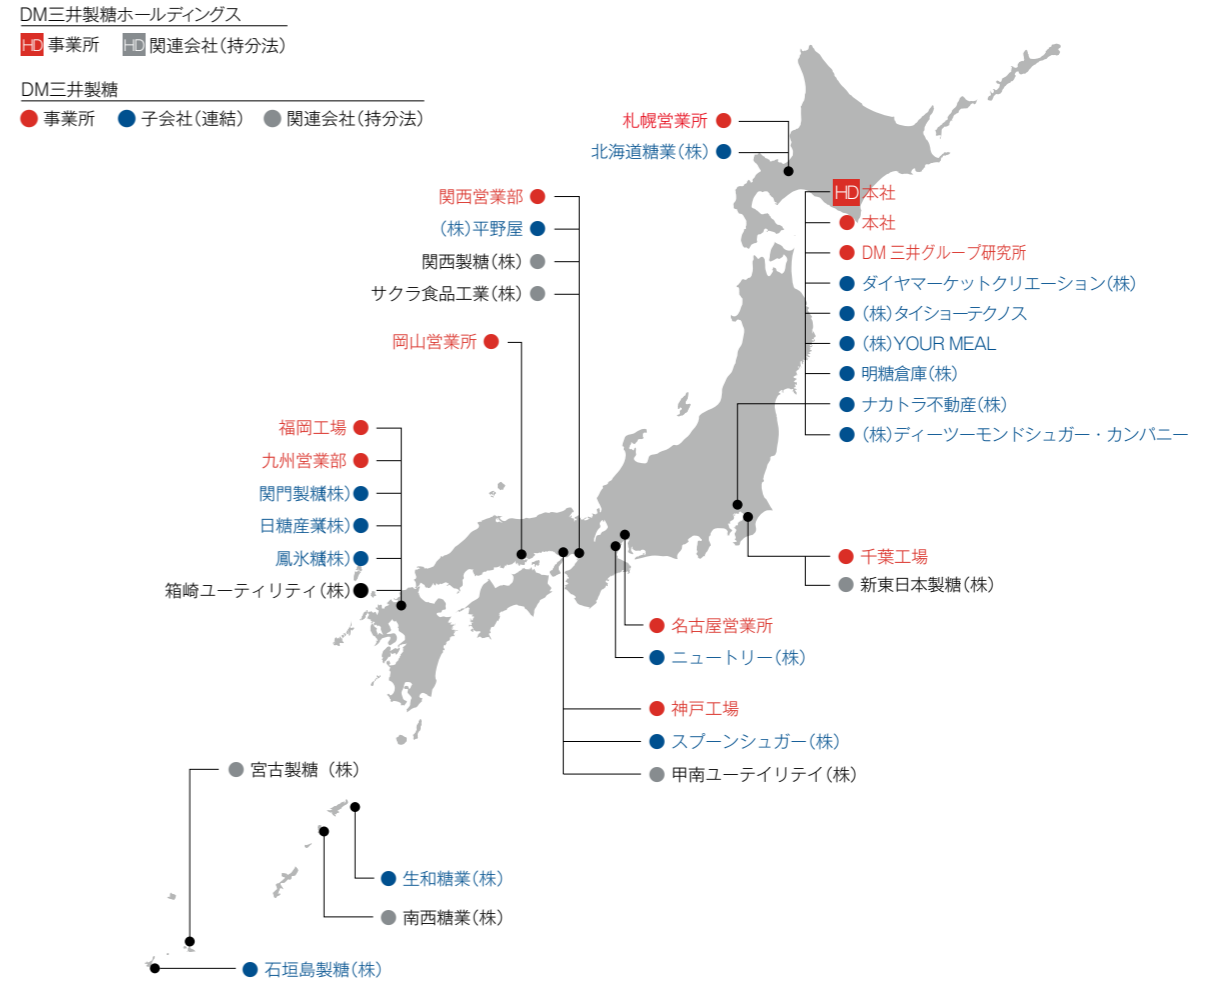 DM三井製糖ホールディングス
HD 事業所 HD 関連会社（持分法）
DM三井製糖
事業所 子会社（連結） 関連会社（持分法）
札幌営業所
北海道糖業（株）
関西営業部
（株）平野屋
関西製糖（株）
サクラ食品工業（株）
岡山営業所
HD 本社
本社
DM 三井グループ研究所
ダイヤマーケットクリエーション（株）
（株）タイショーテクノス
（株）YOUR MEAL
明糖倉庫（株）
ナカトラ不動産（株）
（株）ディーツーモンドシュガー・カンパニー
福岡工場
九州営業部
関門製糖（株）
日糖産業（株）
鳳氷糖（株）
箱崎ユーティリティ（株）
千葉工場
新東日本製糖（株）
名古屋営業所
ニュートリー（株）
神戸工場
スプーンシュガー（株）
甲南ユーテイリテイ（株）
宮古製糖（株）
生和糖業（株）
南西糖業（株）
石垣島製糖（株）